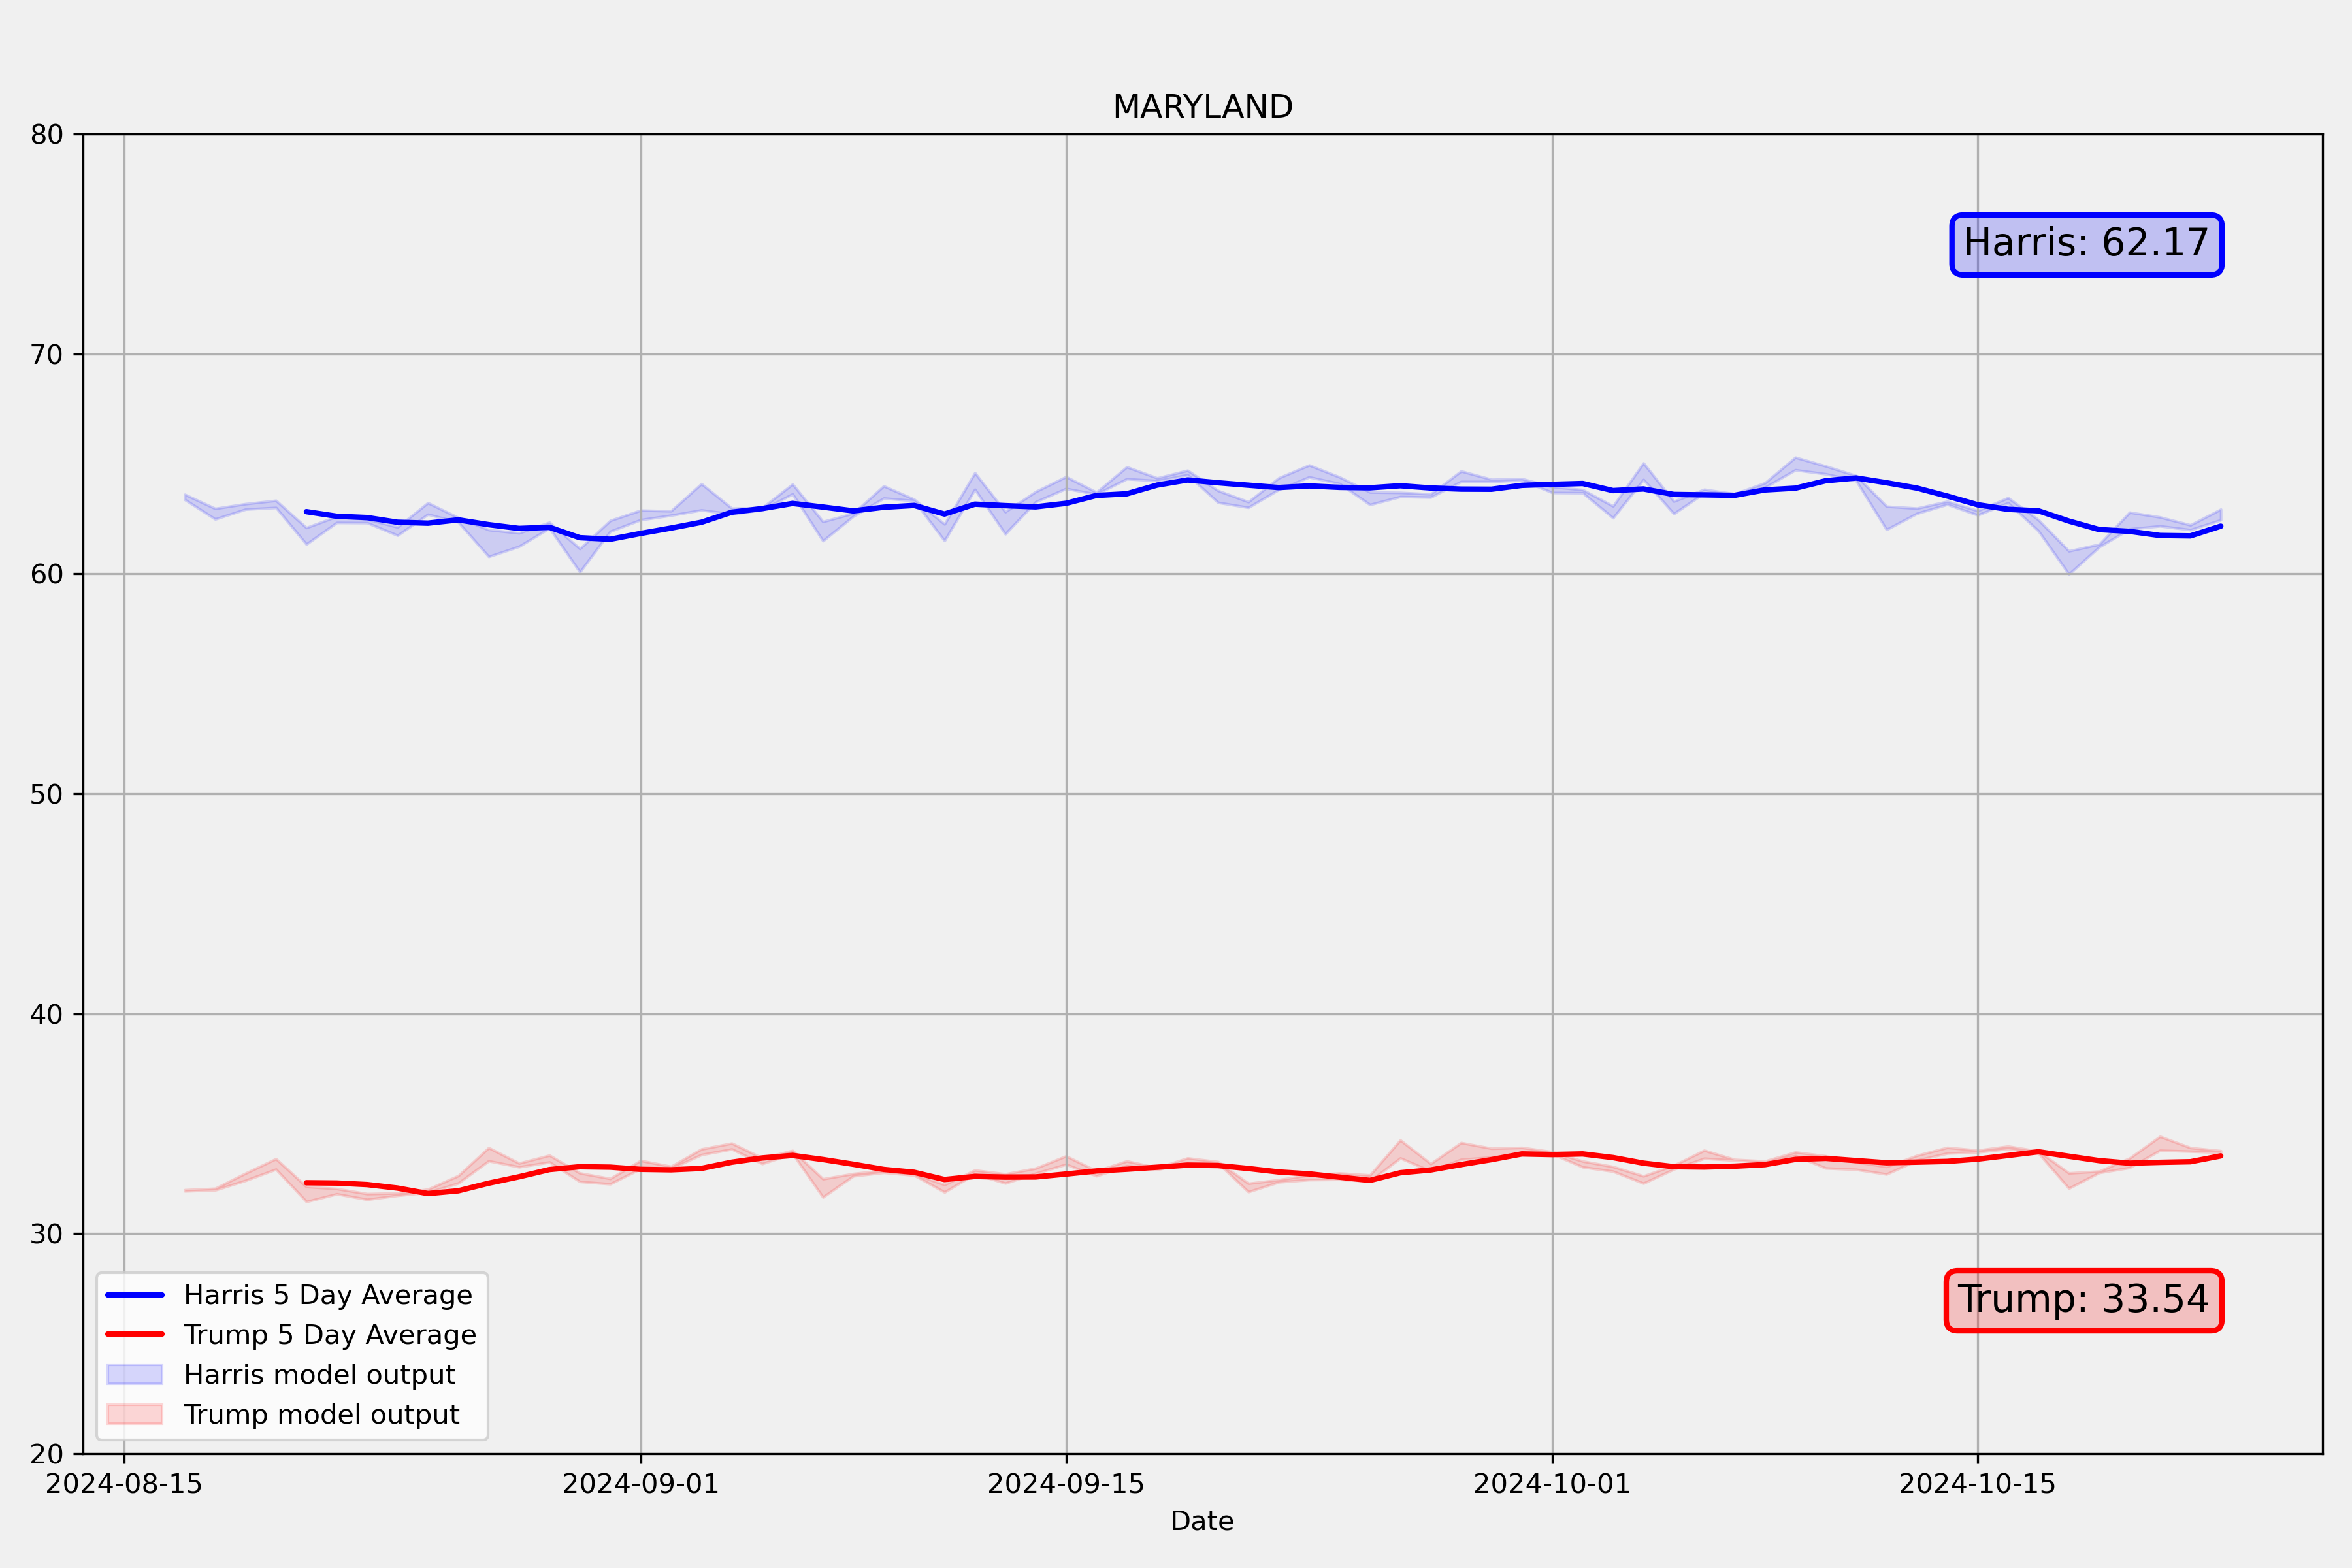 MARYLAND
80
70
60
50
40
30
20
Harris: 62.17
Trump: 33.54
Harris 5 Day Average
Trump 5 Day Average
Harris model output
Trump model output
2024-08-15 2024-09-01 2024-09-15 2024-10-01 2024-10-15
Date